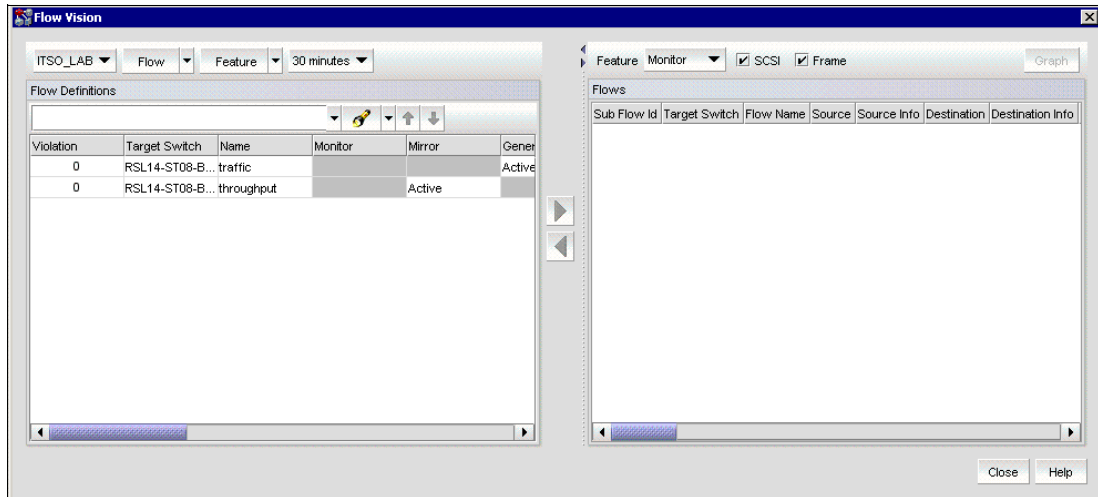 Flow Vision
ITSO_LAB Flow Feature 30 minutes
Flow Definitions
Violation Target Switch Name Monitor Mirror Gener
0 RSL14-ST08-B... traffic Active
0 RSL14-ST08-B... throughput Active
Feature Monitor SCSI Frame Graph
Flows
Sub Flow Id Target Switch Flow Name Source Source Info Destination Destination Info
Close Help